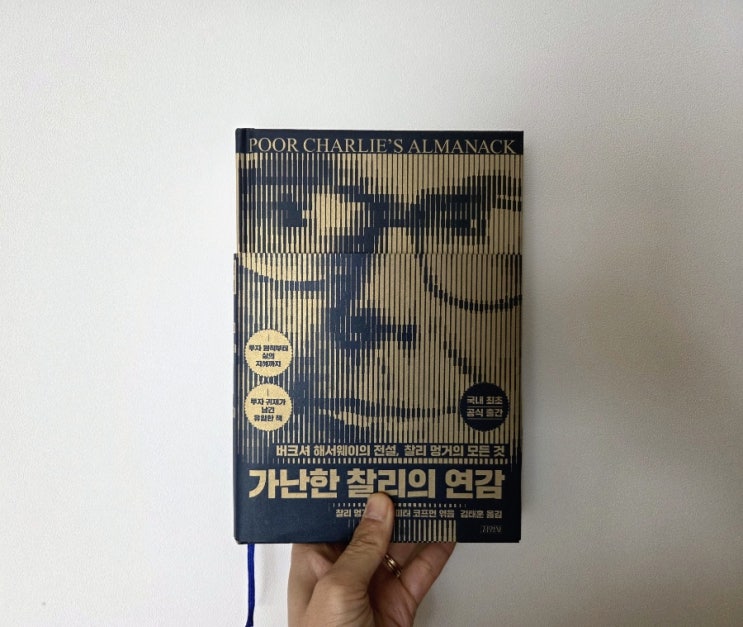 POOR CHARLIE'S ALMANACK
투자 원칙부터
삶의
지혜까지
투자 귀재가
남긴
유일한 책
국내 최초
공식 출간
버크셔 해서웨이의 전설, 찰리 멍거의 모든 것
가난한 찰리의 연감
찰리 멍거 코프먼 엮음 김태훈 옮김
김영사